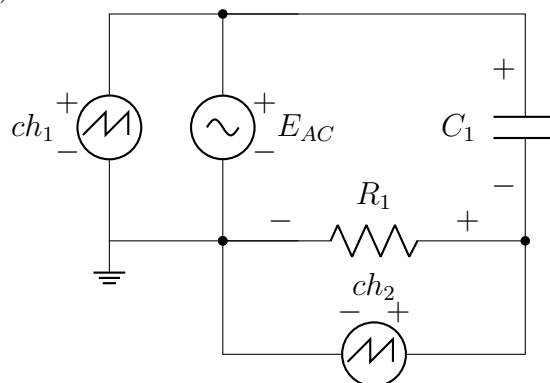 + + +
ch₁ E_AC C₁
− − −
R₁
− +
ch₂
− +